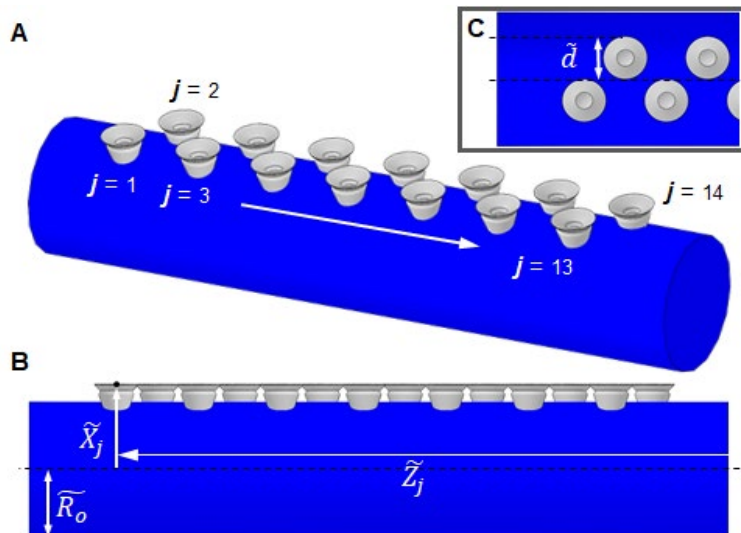 A
C
d̃
j = 2
j = 1
j = 3
j = 14
j = 13
B
X̃ⱼ
Z̃ⱼ
R̃ₒ